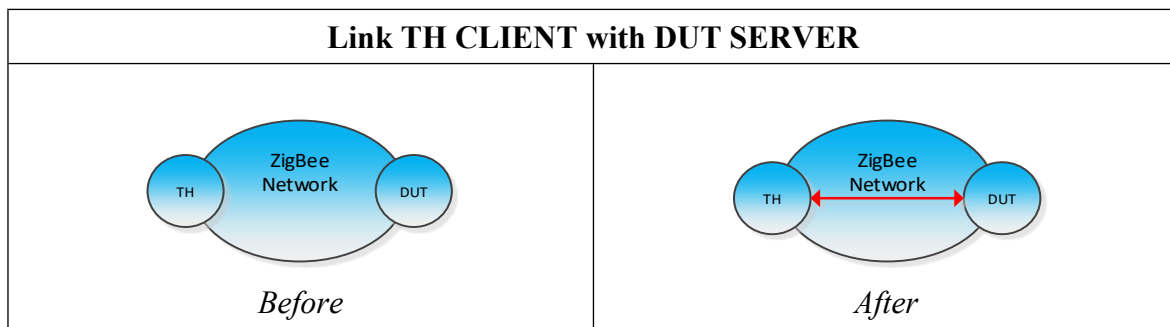 Link TH CLIENT with DUT SERVER
ZigBee
Network
TH
DUT
Before
ZigBee
Network
TH
DUT
After